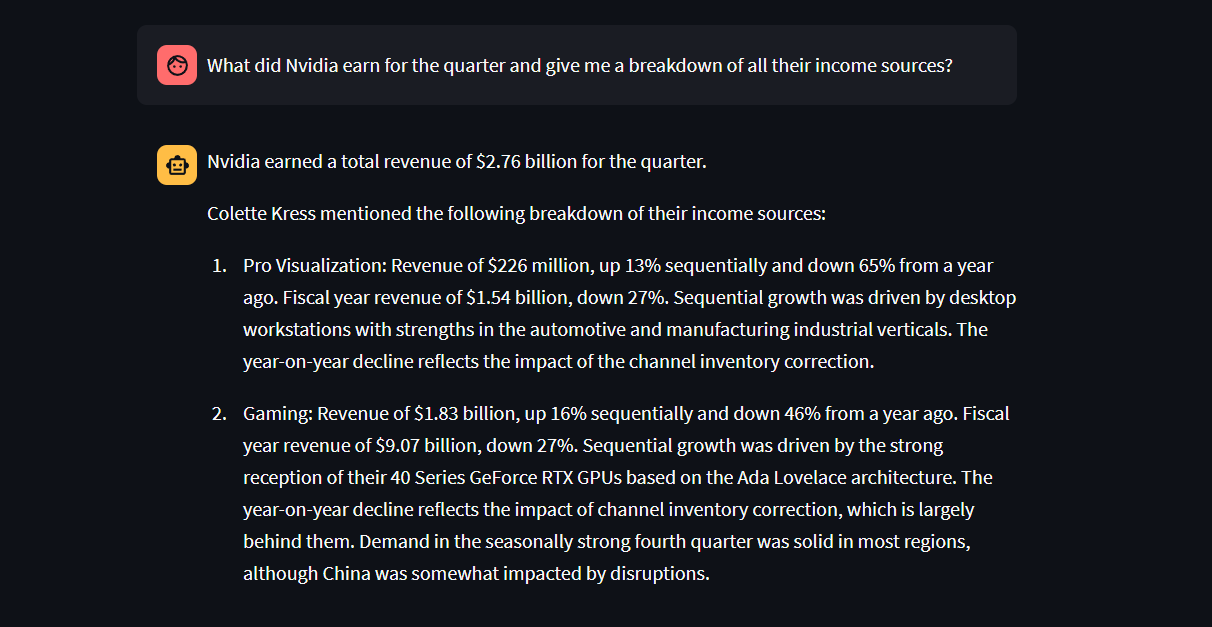 What did Nvidia earn for the quarter and give me a breakdown of all their income sources?
Nvidia earned a total revenue of $2.76 billion for the quarter.
Colette Kress mentioned the following breakdown of their income sources:
1. Pro Visualization: Revenue of $226 million, up 13% sequentially and down 65% from a year
ago. Fiscal year revenue of $1.54 billion, down 27%. Sequential growth was driven by desktop
workstations with strengths in the automotive and manufacturing industrial verticals. The
year-on-year decline reflects the impact of the channel inventory correction.
2. Gaming: Revenue of $1.83 billion, up 16% sequentially and down 46% from a year ago. Fiscal
year revenue of $9.07 billion, down 27%. Sequential growth was driven by the strong
reception of their 40 Series GeForce RTX GPUs based on the Ada Lovelace architecture. The
year-on-year decline reflects the impact of channel inventory correction, which is largely
behind them. Demand in the seasonally strong fourth quarter was solid in most regions,
although China was somewhat impacted by disruptions.